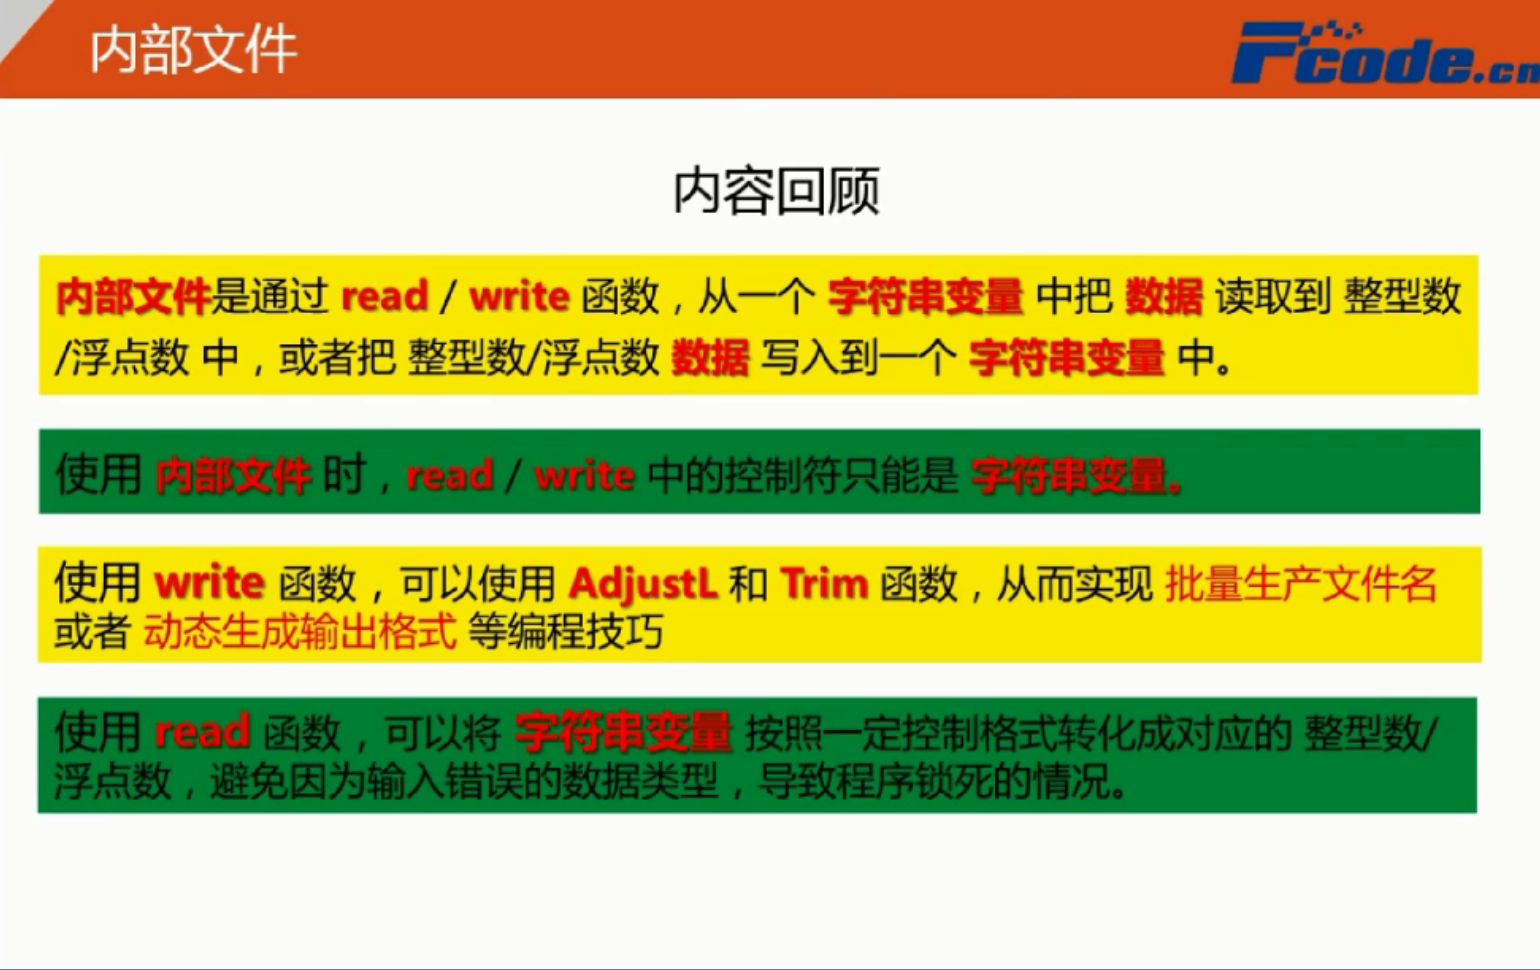 内部文件
Fcode.cn
内容回顾
内部文件是通过 read / write 函数，从一个 字符串变量 中把 数据 读取到 整型数
/浮点数 中，或者把 整型数/浮点数 数据 写入到一个 字符串变量 中。
使用 内部文件 时，read / write 中的控制符只能是 字符串变量。
使用 write 函数，可以使用 AdjustL 和 Trim 函数，从而实现 批量生产文件名
或者 动态生成输出格式 等编程技巧
使用 read 函数，可以将 字符串变量 按照一定控制格式转化成对应的 整型数/
浮点数，避免因为输入错误的数据类型，导致程序锁死的情况。